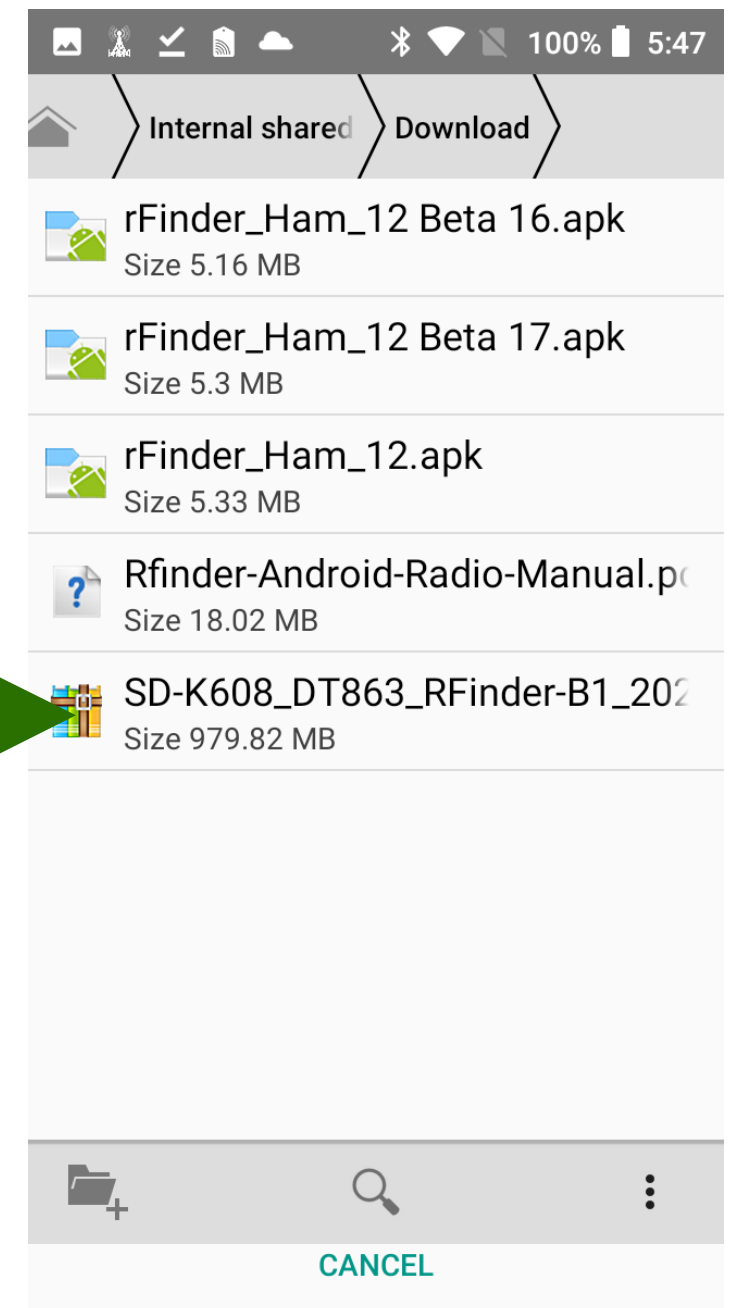 100% 5:47
Internal shared Download
rFinder_Ham_12 Beta 16.apk
Size 5.16 MB
rFinder_Ham_12 Beta 17.apk
Size 5.3 MB
rFinder_Ham_12.apk
Size 5.33 MB
?
Rfinder-Android-Radio-Manual.p
Size 18.02 MB
SD-K608_DT863_RFinder-B1_202
Size 979.82 MB
CANCEL